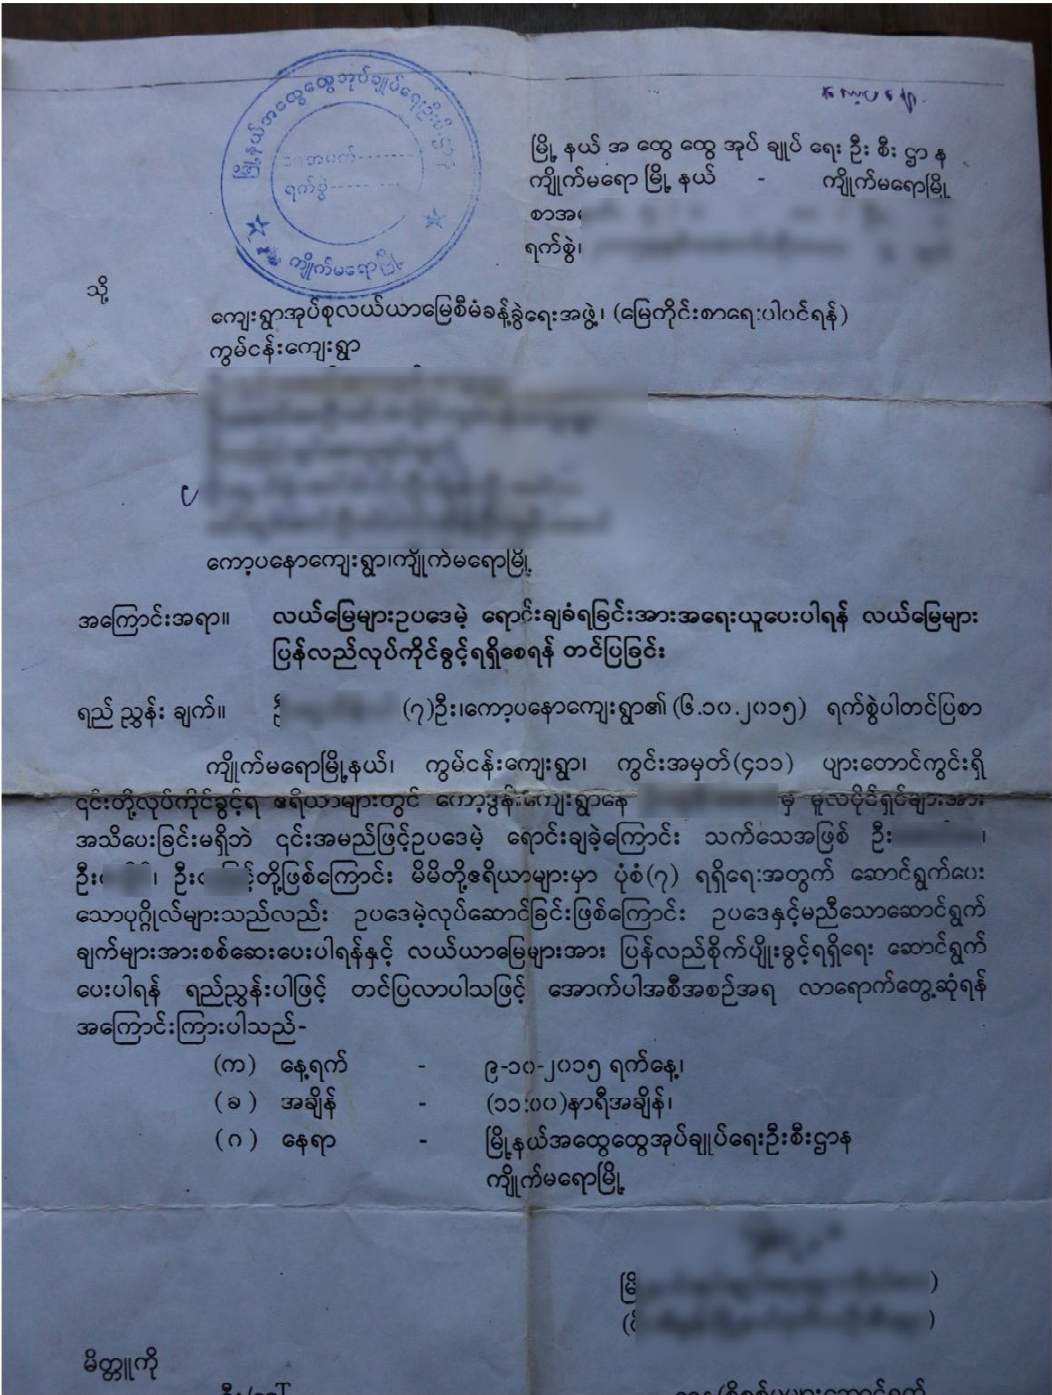 မြို့နယ်အထွေထွေအုပ်ချုပ်ရေးဦးစီးဌာန
ရက်စွဲ
ကျိုက်မရောမြို့
မြို့နယ်အထွေထွေအုပ်ချုပ်ရေးဦးစီးဌာန
ကျိုက်မရောမြို့နယ် - ကျိုက်မရောမြို့
ရက်စွဲ၊
သို့
ကျေးရွာအုပ်စုလယ်ယာမြေစီမံခန့်ခွဲရေးအဖွဲ့၊ (မြေတိုင်းစာရေးပါဝင်ရန်)
ကွမ်ငန်းကျေးရွာ
ကော့ပနောကျေးရွာ၊ကျိုက်မရောမြို့
အကြောင်းအရာ။ လယ်မြေများဥပဒေမဲ့ ရောင်းချခံရခြင်းအားအရေးယူပေးပါရန် လယ်မြေများ
ပြန်လည်လုပ်ကိုင်ခွင့်ရရှိစေရန် တင်ပြခြင်း
ရည်ညွှန်းချက်။ (၇)ဦး၊ကော့ပနောကျေးရွာ၏ (၆.၁၀.၂၀၁၅) ရက်စွဲပါတင်ပြစာ
ကျိုက်မရောမြို့နယ်၊ ကွမ်ငန်းကျေးရွာ၊ ကွင်းအမှတ်(၄၁၁) ပျားတောင်ကွင်းရှိ
၎င်းတို့လုပ်ကိုင်ခွင့်ရ ဧရိယာများတွင် ကော့ဒွန်းကျေးရွာနေ မှ မူလပိုင်ရှင်များအား
အသိပေးခြင်းမရှိဘဲ ၎င်းအမည်ဖြင့်ဥပဒေမဲ့ ရောင်းချခဲ့ကြောင်း သက်သေအဖြစ် ဦး ၊
ဦး ၊ ဦး တို့ဖြစ်ကြောင်း မိမိတို့ဧရိယာများမှာ ပုံစံ(၇) ရရှိရေးအတွက် ဆောင်ရွက်ပေး
သောပုဂ္ဂိုလ်များသည်လည်း ဥပဒေမဲ့လုပ်ဆောင်ခြင်းဖြစ်ကြောင်း ဥပဒေနှင့်မညီသောဆောင်ရွက်
ချက်များအားစစ်ဆေးပေးပါရန်နှင့် လယ်ယာမြေများအား ပြန်လည်စိုက်ပျိုးခွင့်ရရှိရေး ဆောင်ရွက်
ပေးပါရန် ရည်ညွှန်းပါဖြင့် တင်ပြလာပါသဖြင့် အောက်ပါအစီအစဉ်အရ လာရောက်တွေ့ဆုံရန်
အကြောင်းကြားပါသည်-
(က) နေ့ရက် - ၉-၁၀-၂၀၁၅ ရက်နေ့၊
(ခ) အချိန် - (၁၁:၀၀)နာရီအချိန်၊
(ဂ) နေရာ - မြို့နယ်အထွေထွေအုပ်ချုပ်ရေးဦးစီးဌာန
ကျိုက်မရောမြို့
မိတ္တူကို